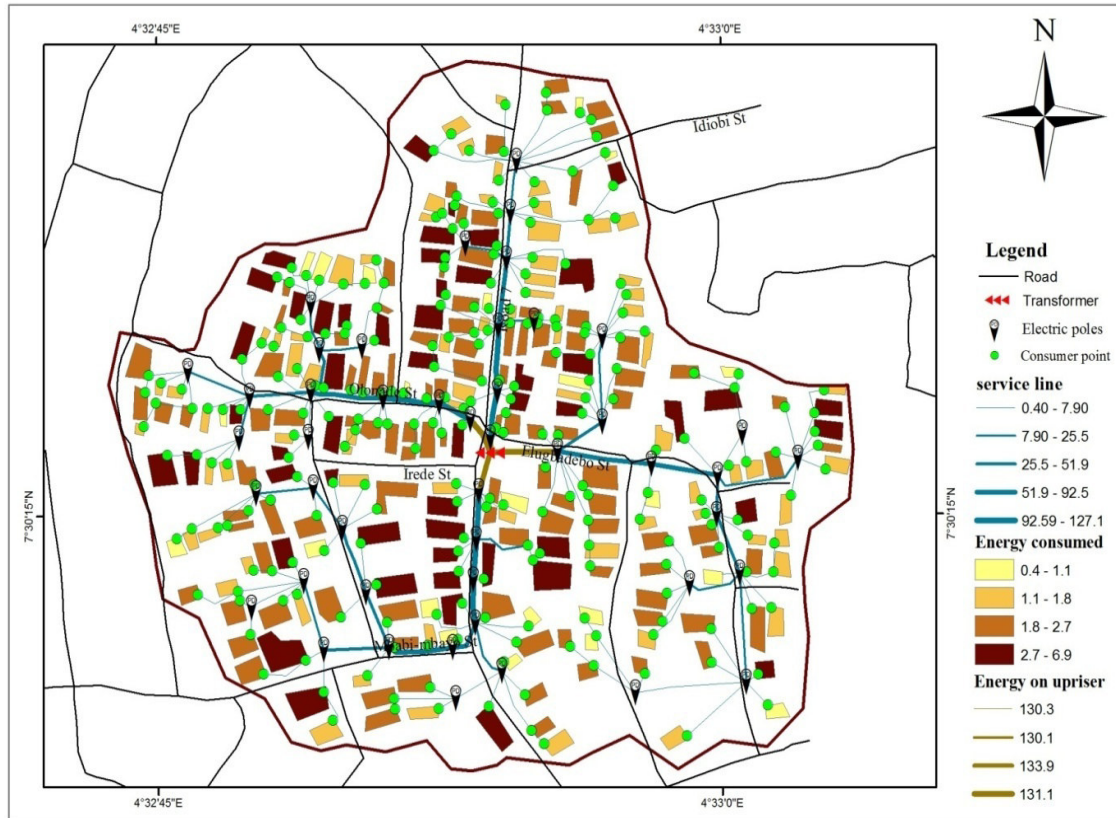 4°32'45"E
4°33'0"E
N
Idiobi St
Olonade St
Elugbadebo St
Irede St
7°30'15"N
7°30'15"N
4°32'45"E
4°33'0"E
Legend
Road
Transformer
Electric poles
Consumer point
service line
0.40 - 7.90
7.90 - 25.5
25.5 - 51.9
51.9 - 92.5
92.59 - 127.1
Energy consumed
0.4 - 1.1
1.1 - 1.8
1.8 - 2.7
2.7 - 6.9
Energy on upriser
130.3
130.1
133.9
131.1